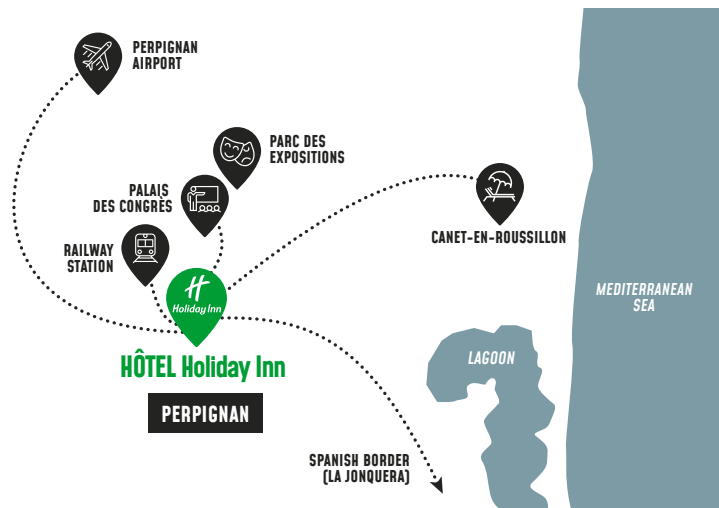 PERPIGNAN
AIRPORT
PARC DES
EXPOSITIONS
PALAIS
DES CONGRÈS
RAILWAY
STATION
CANET-EN-ROUSSILLON
H
Holiday Inn
HÔTEL Holiday Inn
PERPIGNAN
MEDITERRANEAN
SEA
LAGOON
SPANISH BORDER
(LA JONQUERA)